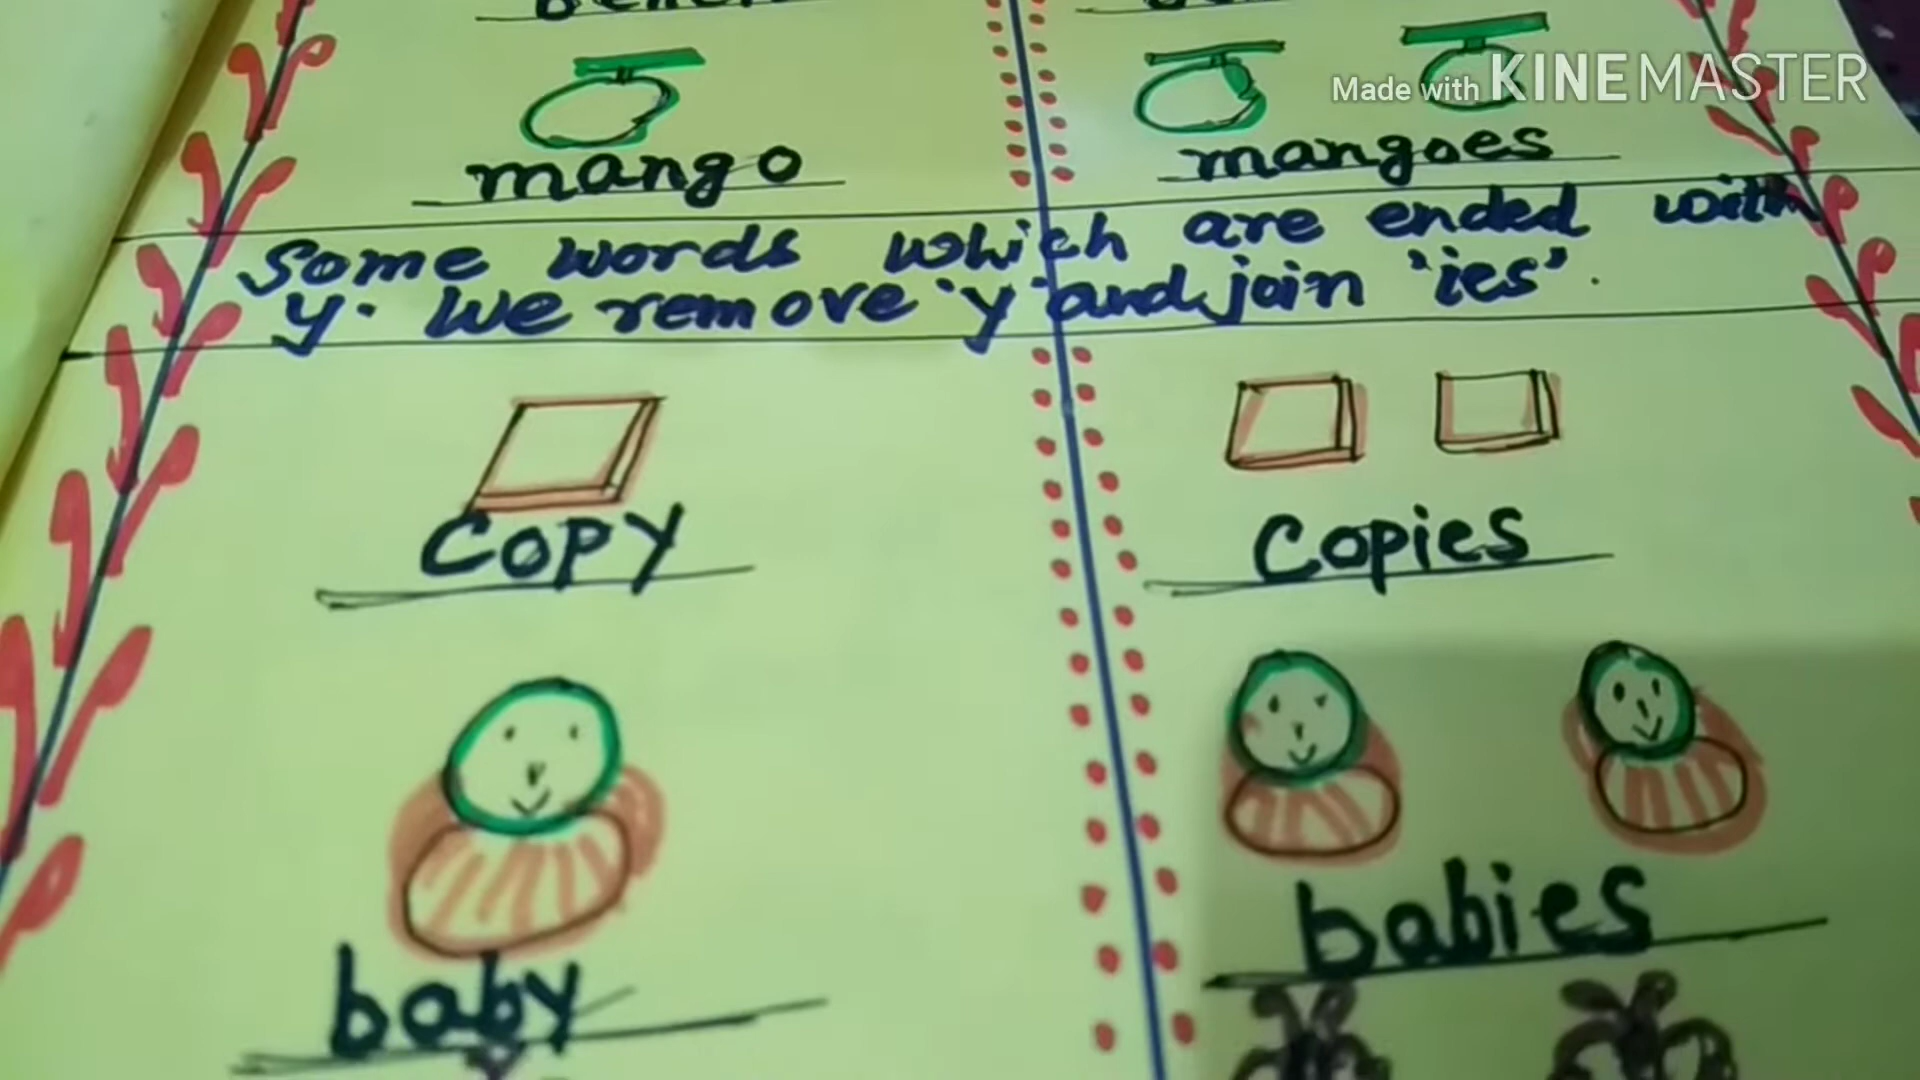 Made with KINEMASTER
mango mangoes
Some words which are ended with
y. We remove 'y' and join 'ies'.
Copy Copies
baby babies